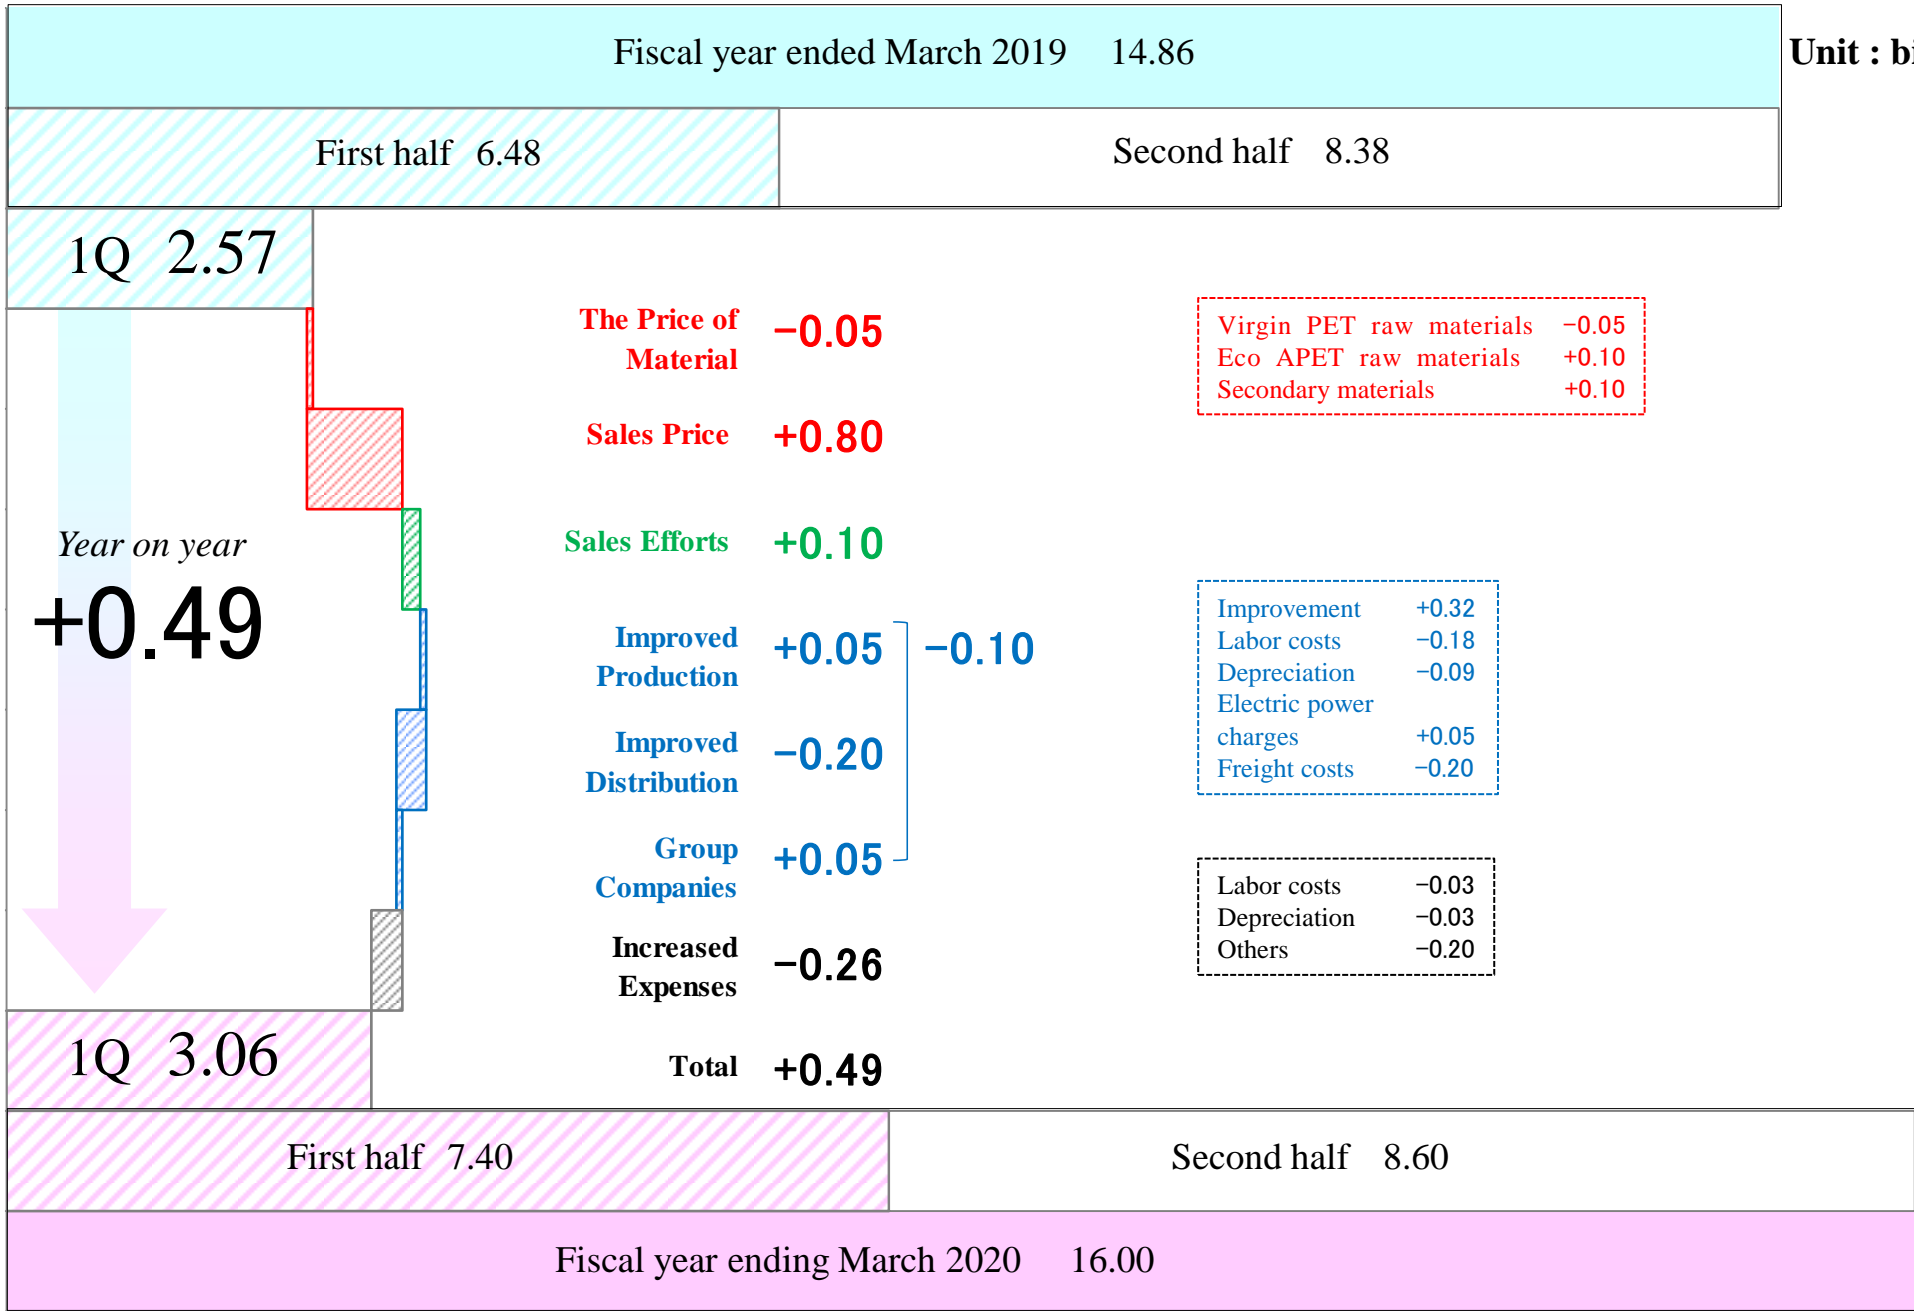 Fiscal year ended March 2019 14.86
Unit : bi
First half 6.48
Second half 8.38
1Q 2.57
The Price of
Material
−0.05
Sales Price +0.80
Sales Efforts +0.10
Improved
Production
+0.05
−0.10
Improved
Distribution
−0.20
Group
Companies
+0.05
Increased
Expenses
−0.26
Total +0.49
Virgin PET raw materials −0.05
Eco APET raw materials +0.10
Secondary materials +0.10
Improvement +0.32
Labor costs −0.18
Depreciation −0.09
Electric power
charges +0.05
Freight costs −0.20
Labor costs −0.03
Depreciation −0.03
Others −0.20
Year on year
+0.49
1Q 3.06
First half 7.40
Second half 8.60
Fiscal year ending March 2020 16.00